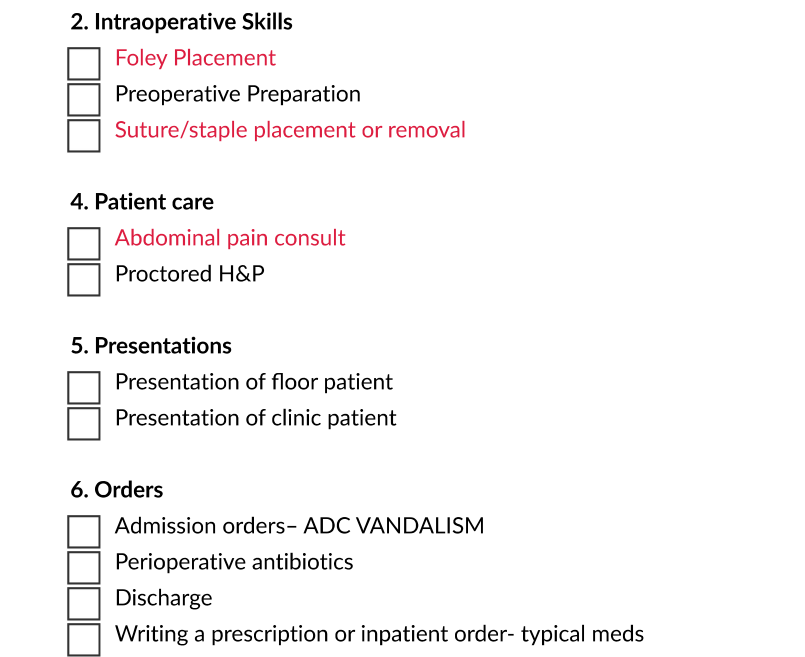 2. Intraoperative Skills
Foley Placement
Preoperative Preparation
Suture/staple placement or removal
4. Patient care
Abdominal pain consult
Proctored H&P
5. Presentations
Presentation of floor patient
Presentation of clinic patient
6. Orders
Admission orders– ADC VANDALISM
Perioperative antibiotics
Discharge
Writing a prescription or inpatient order- typical meds